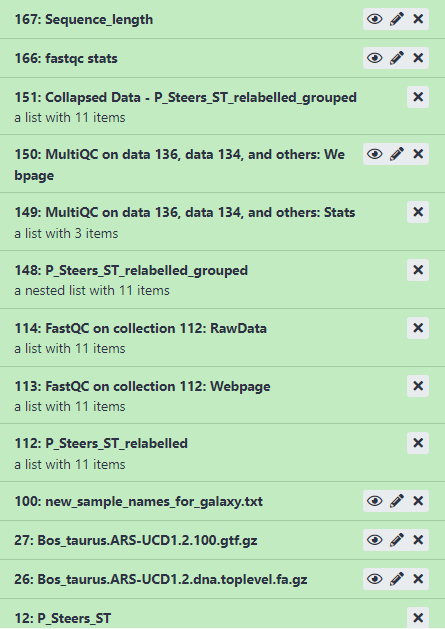 167: Sequence_length
166: fastqc stats
151: Collapsed Data - P_Steers_ST_relabelled_grouped
a list with 11 items
150: MultiQC on data 136, data 134, and others: We
bpage
149: MultiQC on data 136, data 134, and others: Stats
a list with 3 items
148: P_Steers_ST_relabelled_grouped
a nested list with 11 items
114: FastQC on collection 112: RawData
a list with 11 items
113: FastQC on collection 112: Webpage
a list with 11 items
112: P_Steers_ST_relabelled
a list with 11 items
100: new_sample_names_for_galaxy.txt
27: Bos_taurus.ARS-UCD1.2.100.gtf.gz
26: Bos_taurus.ARS-UCD1.2.dna.toplevel.fa.gz
12: P_Steers_ST